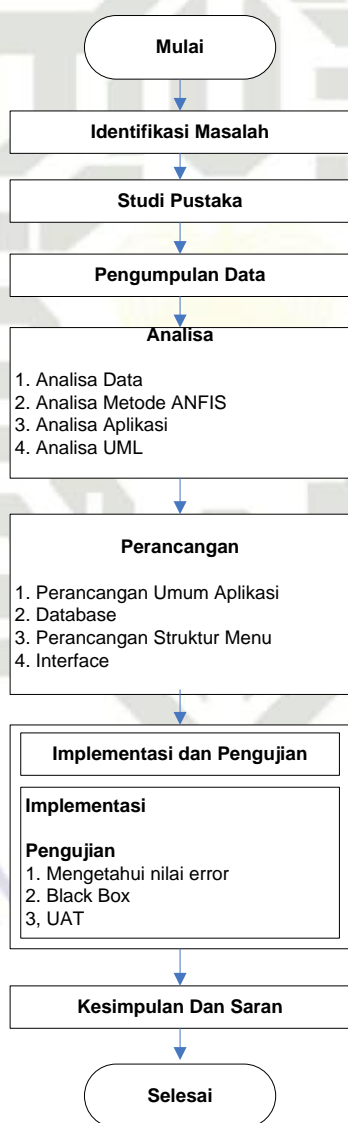 Mulai
Identifikasi Masalah
Studi Pustaka
Pengumpulan Data
Analisa
1. Analisa Data
2. Analisa Metode ANFIS
3. Analisa Aplikasi
4. Analisa UML
Perancangan
1. Perancangan Umum Aplikasi
2. Database
3. Perancangan Struktur Menu
4. Interface
Implementasi dan Pengujian
Implementasi
Pengujian
1. Mengetahui nilai error
2. Black Box
3, UAT
Kesimpulan Dan Saran
Selesai